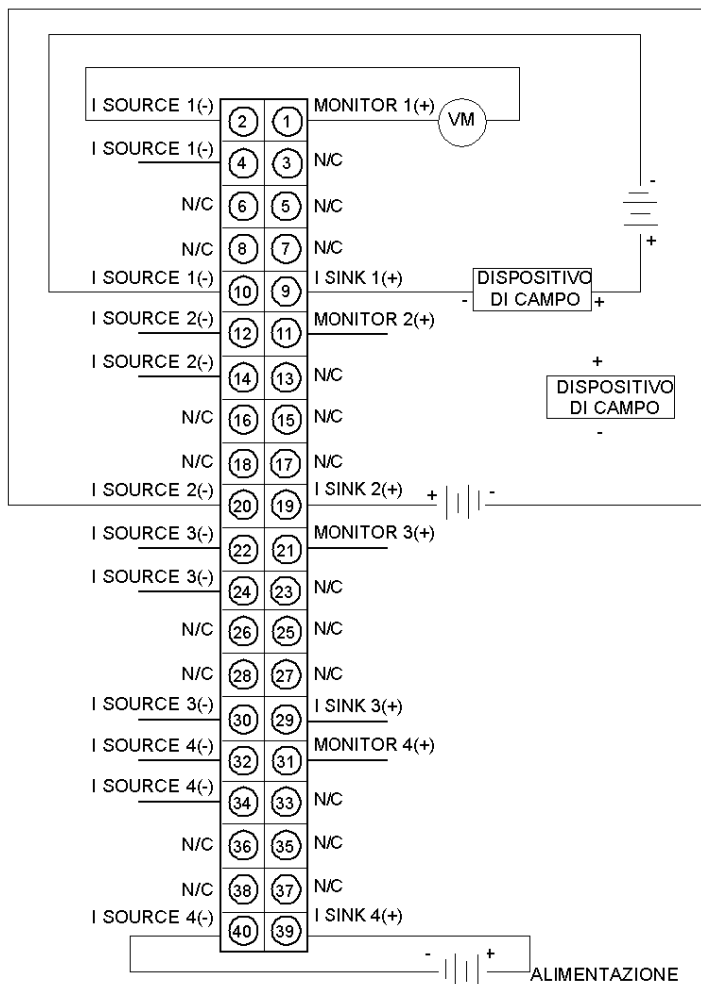 I SOURCE 1(-) 2 1 MONITOR 1(+) VM
I SOURCE 1(-) 4 3 N/C
N/C 6 5 N/C -
N/C 8 7 N/C +
I SOURCE 1(-) 10 9 I SINK 1(+) - DISPOSITIVO DI CAMPO +
I SOURCE 2(-) 12 11 MONITOR 2(+)
I SOURCE 2(-) 14 13 N/C +
N/C 16 15 N/C DISPOSITIVO DI CAMPO
N/C 18 17 N/C -
I SOURCE 2(-) 20 19 I SINK 2(+) + -
I SOURCE 3(-) 22 21 MONITOR 3(+)
I SOURCE 3(-) 24 23 N/C
N/C 26 25 N/C
N/C 28 27 N/C
I SOURCE 3(-) 30 29 I SINK 3(+)
I SOURCE 4(-) 32 31 MONITOR 4(+)
I SOURCE 4(-) 34 33 N/C
N/C 36 35 N/C
N/C 38 37 N/C
I SOURCE 4(-) 40 39 I SINK 4(+)
- +
ALIMENTAZIONE